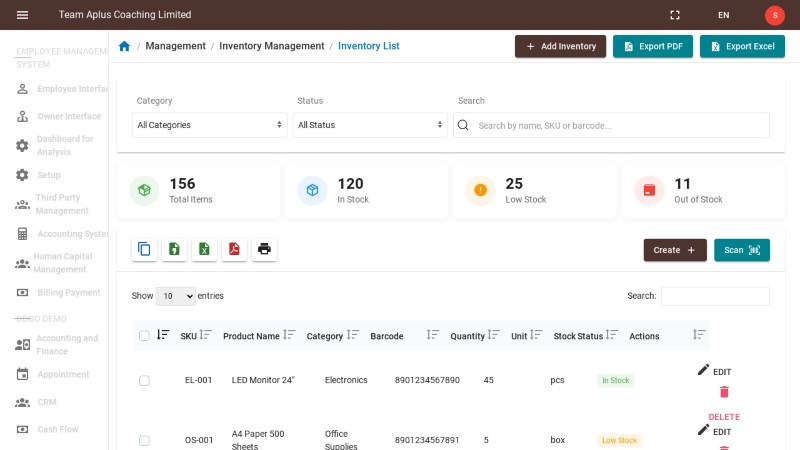 Team Aplus Coaching Limited
EN
S
EMPLOYEE MANAGEM
SYSTEM
Employee Interfac
Owner Interface
Dashboard for
Analysis
Setup
Third Party
Management
Accounting System
Human Capital
Management
Billing Payment
DEMO
Accounting and
Finance
Appointment
CRM
Cash Flow
/ Management / Inventory Management / Inventory List
+ Add Inventory
Export PDF
Export Excel
Category
Status
Search
All Categories
All Status
Search by name, SKU or barcode...
156
Total Items
120
In Stock
25
Low Stock
11
Out of Stock
Create +
Scan
Show 10 entries
Search:
SKU Product Name Category Barcode Quantity Unit Stock Status Actions
EL-001 LED Monitor 24" Electronics 8901234567890 45 pcs In Stock EDIT
DELETE
OS-001 A4 Paper 500 Sheets Office Supplies 8901234567891 5 box Low Stock EDIT